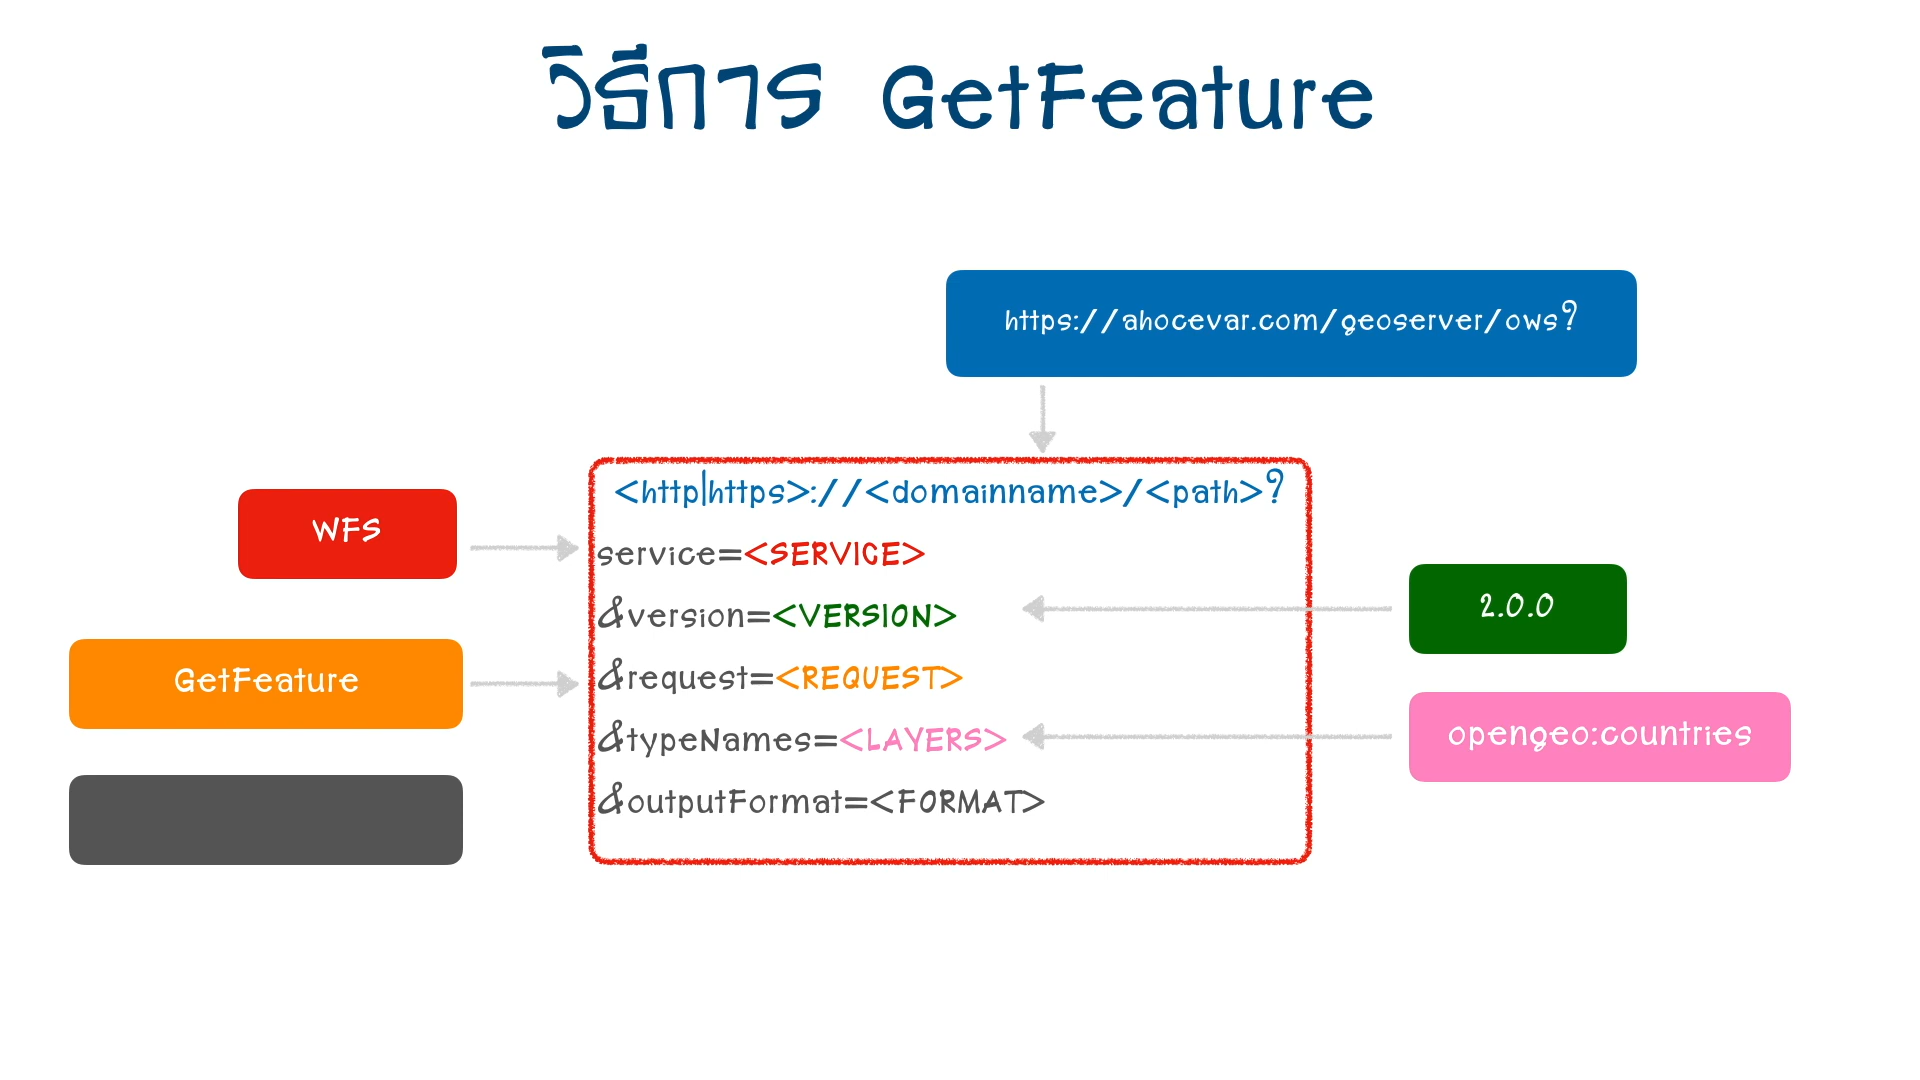 วิธีการ GetFeature
https://ahocevar.com/geoserver/ows?
<http|https>://<domainname>/<path>?
WFS
service=<SERVICE>
&version=<VERSION>
2.0.0
GetFeature
&request=<REQUEST>
&typeNames=<LAYERS>
opengeo:countries
&outputFormat=<FORMAT>